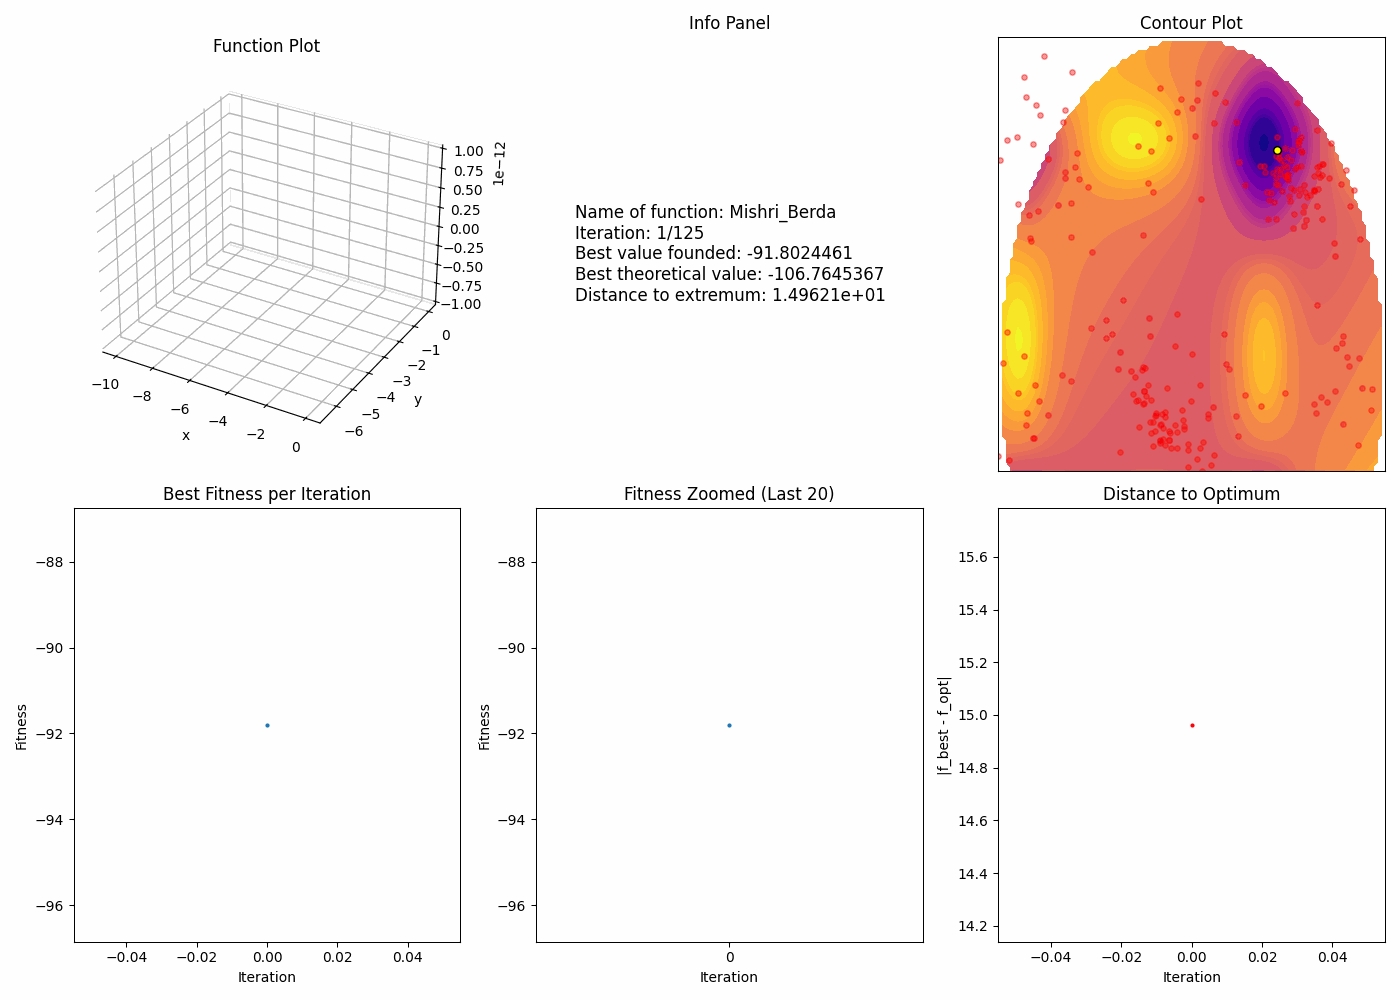 Function Plot
1.00
0.75
0.50
0.25
0.00
−0.25
−0.50
−0.75
−1.00
1e−12
−10
−8
−6
−4
−2
0
x
0
−1
−2
−3
−4
−5
−6
y
Info Panel
Name of function: Mishri_Berda
Iteration: 1/125
Best value founded: -91.8024461
Best theoretical value: -106.7645367
Distance to extremum: 1.49621e+01
Contour Plot
Best Fitness per Iteration
Fitness
−88
−90
−92
−94
−96
−0.04 −0.02 0.00 0.02 0.04
Iteration
Fitness Zoomed (Last 20)
Fitness
−88
−90
−92
−94
−96
0
Iteration
Distance to Optimum
|f_best - f_opt|
15.6
15.4
15.2
15.0
14.8
14.6
14.4
14.2
−0.04 −0.02 0.00 0.02 0.04
Iteration